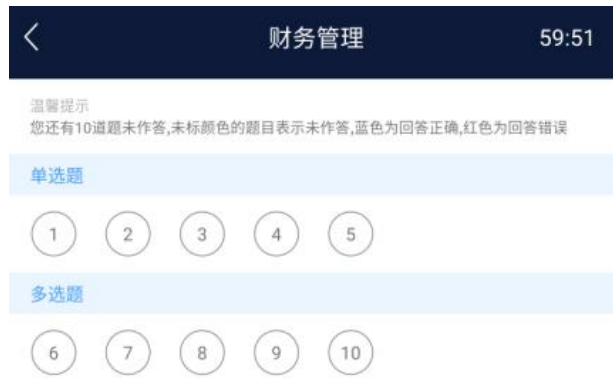 财务管理 59:51
温馨提示
您还有10道题未作答,未标颜色的题目表示未作答,蓝色为回答正确,红色为回答错误
单选题
1 2 3 4 5
多选题
6 7 8 9 10